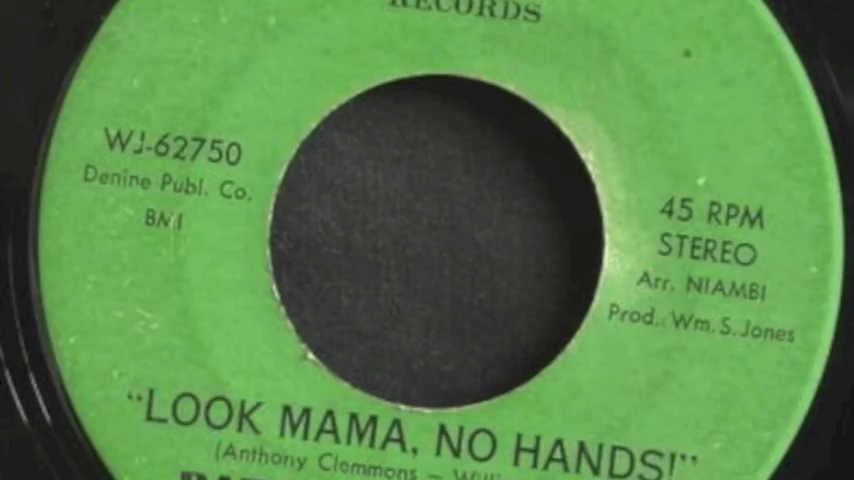 RECORDS
WJ-62750
Denine Publ. Co.
BMI
45 RPM
STEREO
Arr. NIAMBI
Prod.: Wm. S. Jones
"LOOK MAMA, NO HANDS!"
(Anthony Clemmons –